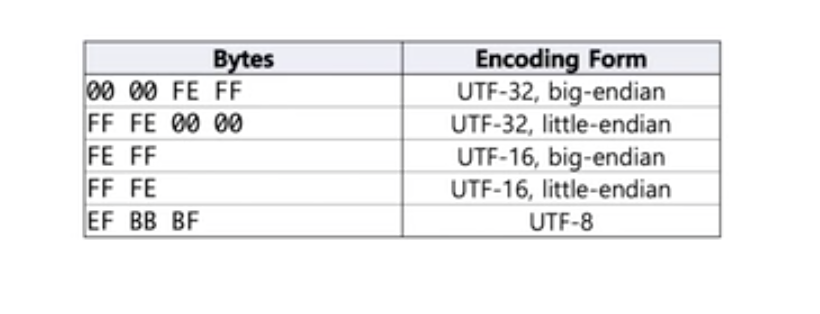 Bytes Encoding Form
00 00 FE FF UTF-32, big-endian
FF FE 00 00 UTF-32, little-endian
FE FF UTF-16, big-endian
FF FE UTF-16, little-endian
EF BB BF UTF-8